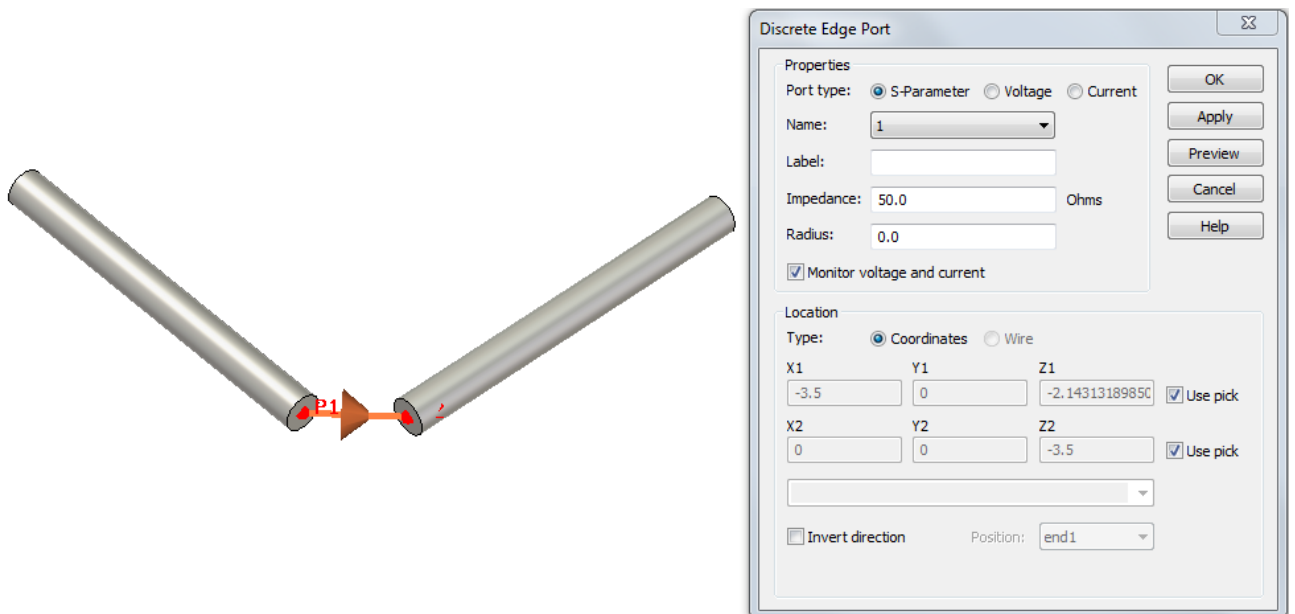 Discrete Edge Port
Properties
Port type: S-Parameter Voltage Current
Name: 1
Label:
Impedance: 50.0 Ohms
Radius: 0.0
Monitor voltage and current
OK
Apply
Preview
Cancel
Help
Location
Type: Coordinates Wire
X1 Y1 Z1
-3.5 0 -2.1431318985 Use pick
X2 Y2 Z2
0 0 -3.5 Use pick
Invert direction Position: end1
P1